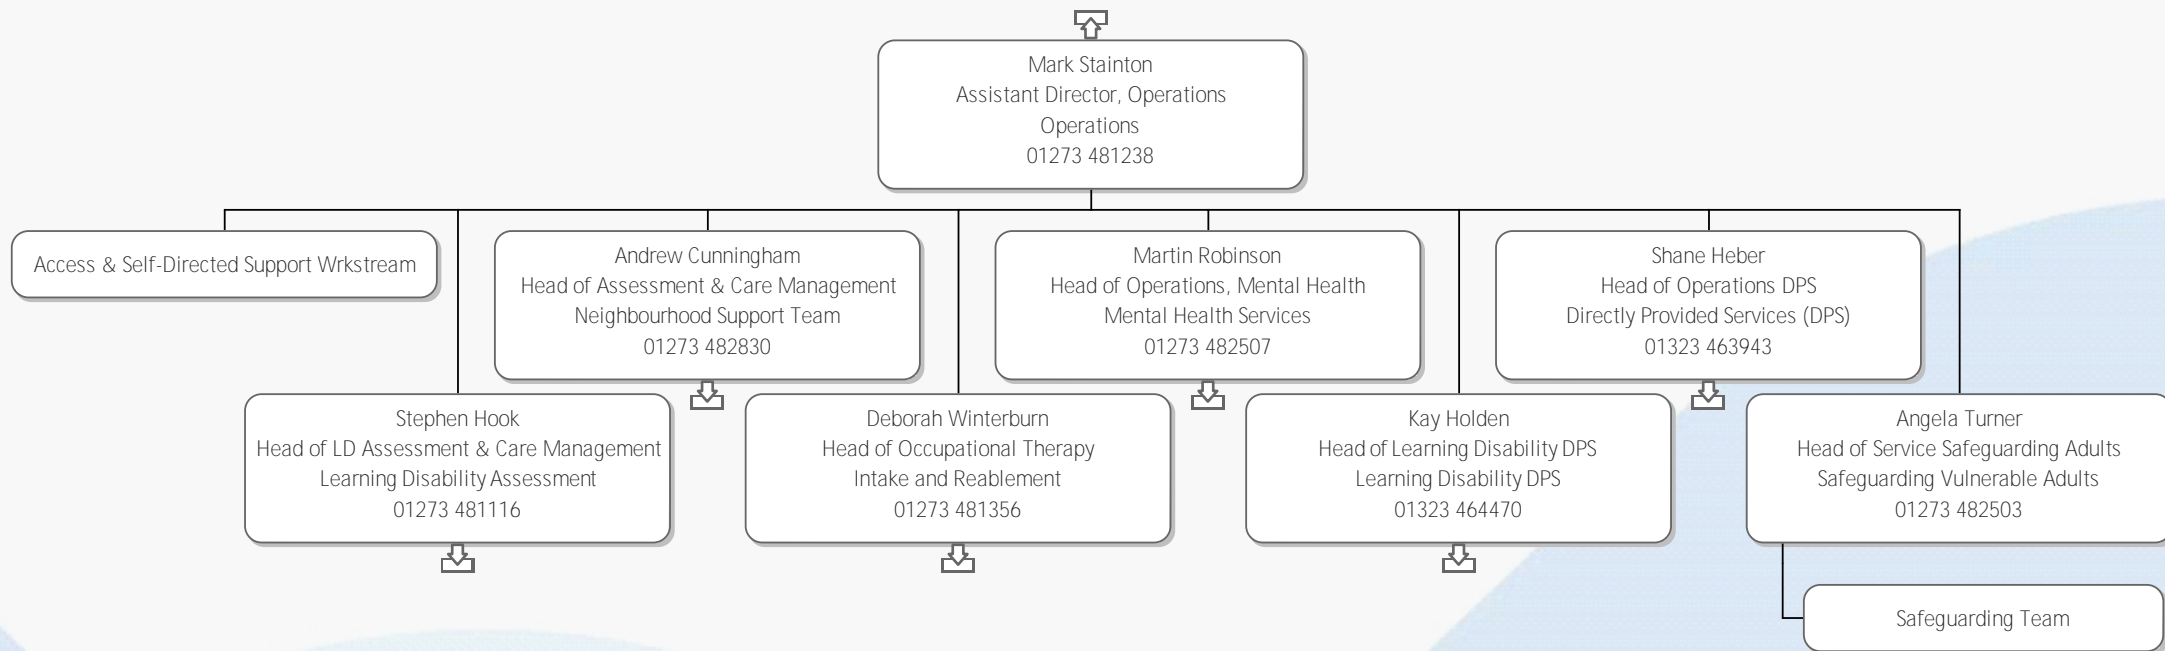 Mark Stainton
Assistant Director, Operations
Operations
01273 481238
Access & Self-Directed Support Wrkstream
Andrew Cunningham
Head of Assessment & Care Management
Neighbourhood Support Team
01273 482830
Martin Robinson
Head of Operations, Mental Health
Mental Health Services
01273 482507
Shane Heber
Head of Operations DPS
Directly Provided Services (DPS)
01323 463943
Stephen Hook
Head of LD Assessment & Care Management
Learning Disability Assessment
01273 481116
Deborah Winterburn
Head of Occupational Therapy
Intake and Reablement
01273 481356
Kay Holden
Head of Learning Disability DPS
Learning Disability DPS
01323 464470
Angela Turner
Head of Service Safeguarding Adults
Safeguarding Vulnerable Adults
01273 482503
Safeguarding Team